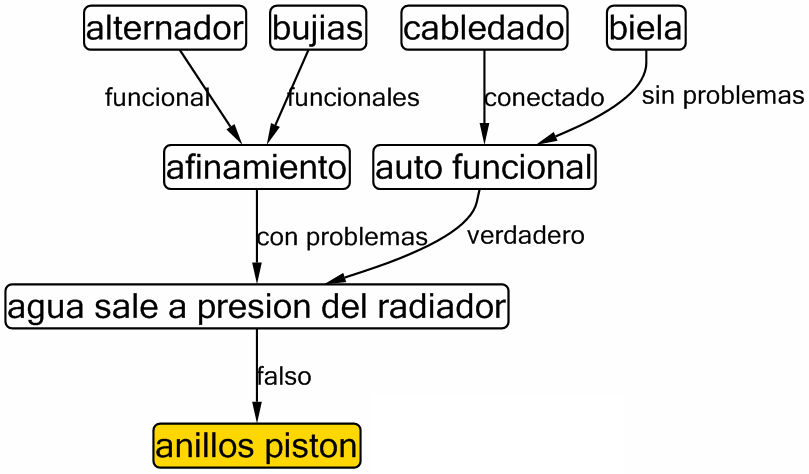 alternador
bujias
cabledado
biela
funcional
funcionales
conectado
sin problemas
afinamiento
auto funcional
con problemas
verdadero
agua sale a presion del radiador
falso
anillos piston